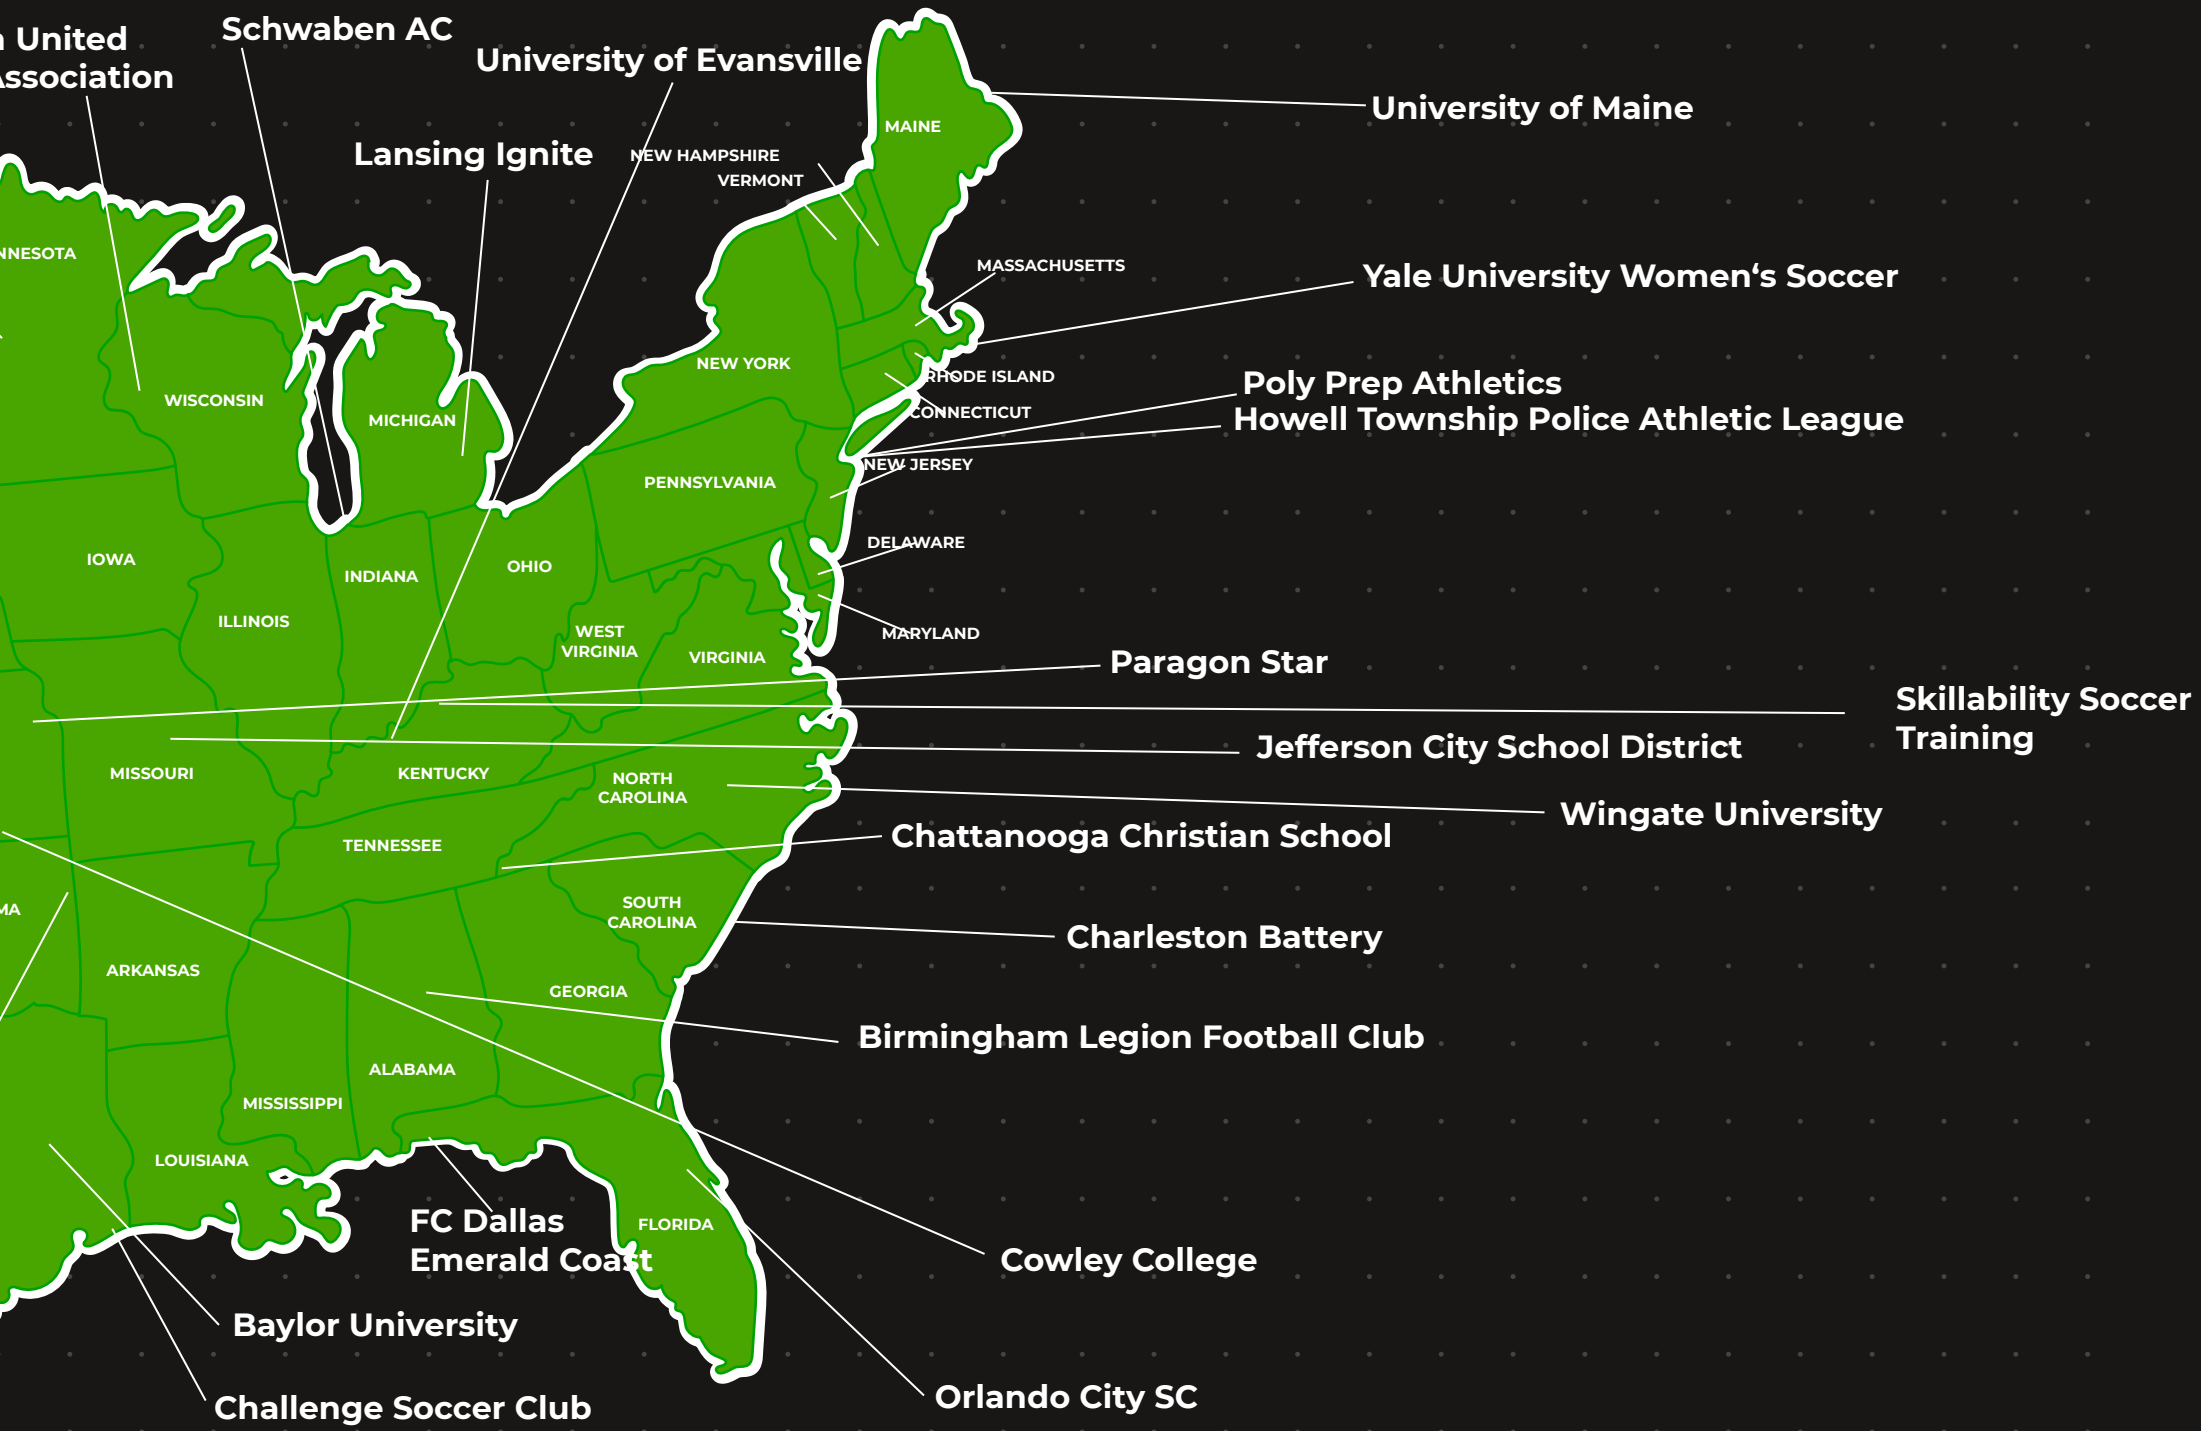 Schwaben AC
United
Association
University of Evansville
MAINE
University of Maine
Lansing Ignite
NEW HAMPSHIRE
VERMONT
NNESOTA
MASSACHUSETTS
Yale University Women‘s Soccer
NEW YORK
RHODE ISLAND
Poly Prep Athletics
WISCONSIN
MICHIGAN
CONNECTICUT
Howell Township Police Athletic League
NEW JERSEY
PENNSYLVANIA
DELAWARE
IOWA
INDIANA
OHIO
ILLINOIS
WEST
VIRGINIA
VIRGINIA
MARYLAND
Paragon Star
Skillability Soccer
Training
Jefferson City School District
MISSOURI
KENTUCKY
NORTH
CAROLINA
Wingate University
TENNESSEE
Chattanooga Christian School
MA
SOUTH
CAROLINA
Charleston Battery
ARKANSAS
GEORGIA
Birmingham Legion Football Club
ALABAMA
MISSISSIPPI
LOUISIANA
FC Dallas
Emerald Coast
FLORIDA
Cowley College
Baylor University
Orlando City SC
Challenge Soccer Club